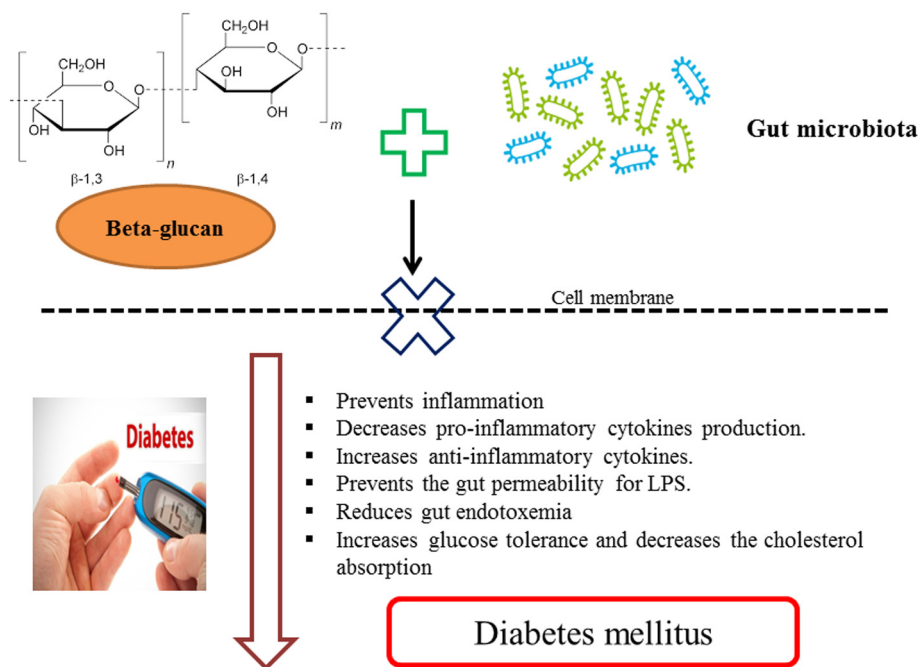 CH₂OH
O
O
OH
OH
m
CH₂OH
O
O
OH
OH
n
β-1,3
β-1,4
Beta-glucan
Gut microbiota
Cell membrane
Diabetes
115
▪ Prevents inflammation
▪ Decreases pro-inflammatory cytokines production.
▪ Increases anti-inflammatory cytokines.
▪ Prevents the gut permeability for LPS.
▪ Reduces gut endotoxemia
▪ Increases glucose tolerance and decreases the cholesterol
absorption
Diabetes mellitus